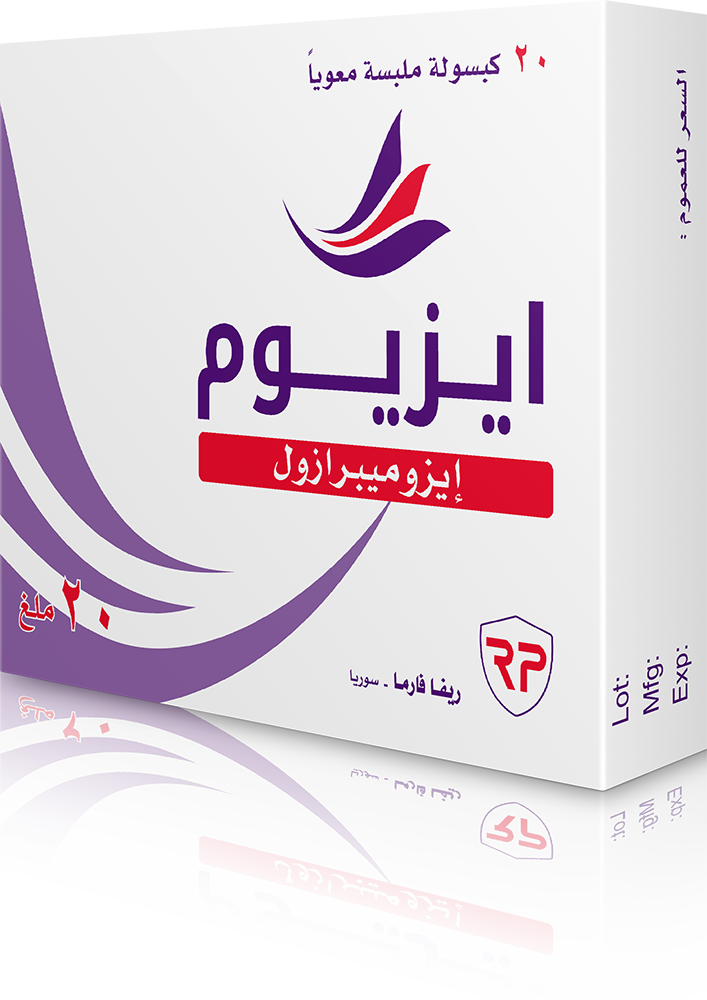 ٢٠ كبسولة ملبسة معوياً
ايزيوم
إيزوميبرازول
٢٠ ملغ
ريفا فارما - سوريا
RP
السعر للعموم :
Lot:
Mfg:
Exp: